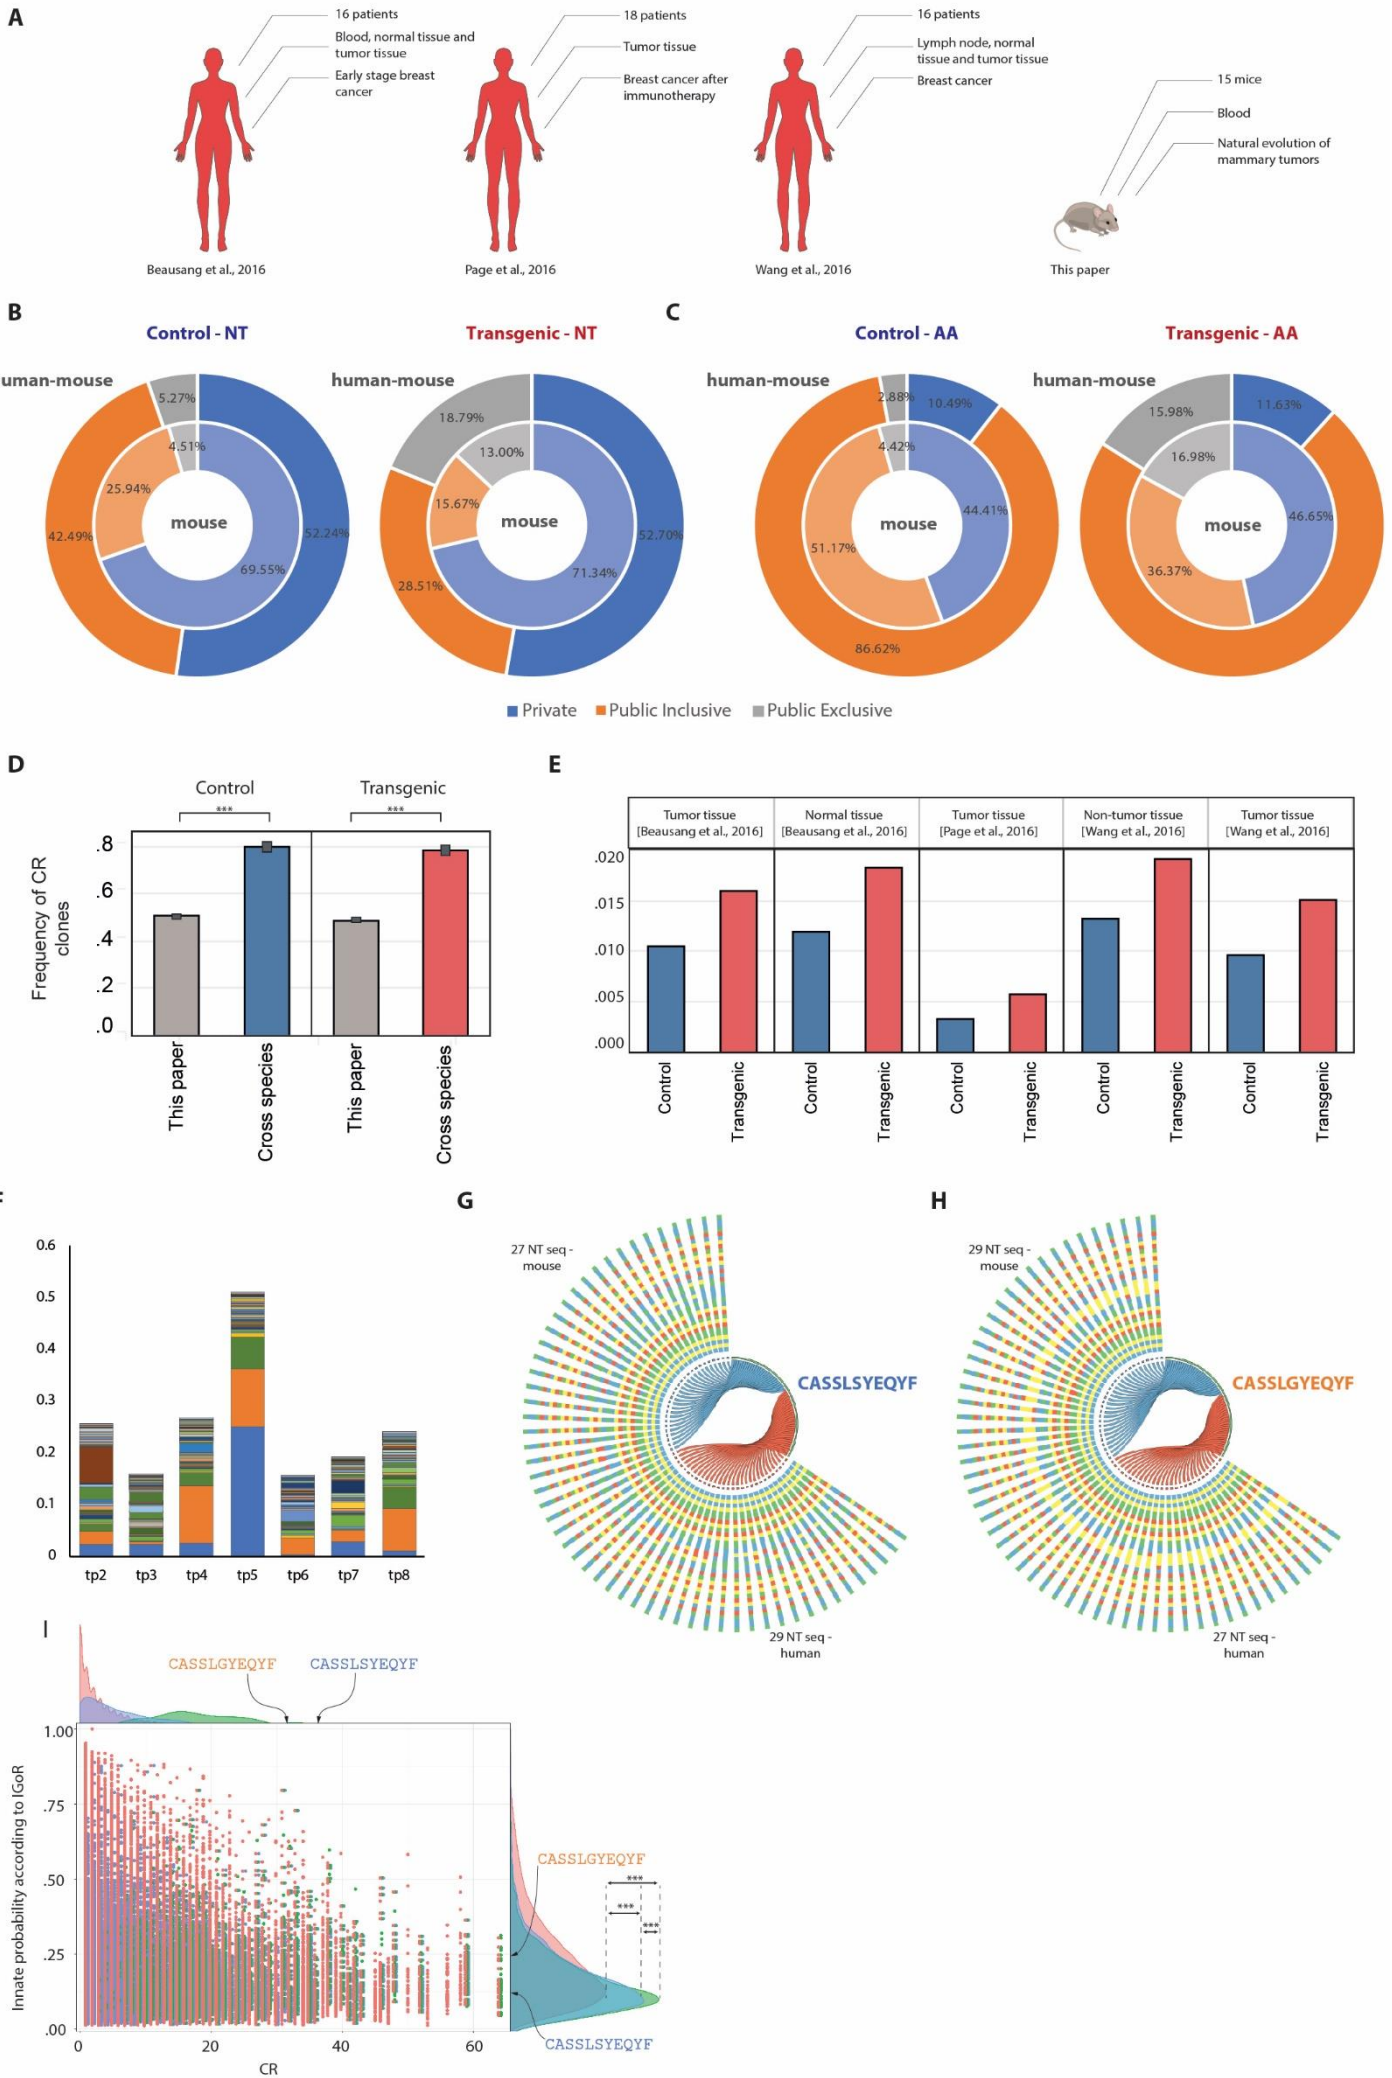 A
16 patients
Blood, normal tissue and
tumor tissue
Early stage breast
cancer
Beausang et al., 2016
18 patients
Tumor tissue
Breast cancer after
immunotherapy
Page et al., 2016
16 patients
Lymph node, normal
tissue and tumor tissue
Breast cancer
Wang et al., 2016
15 mice
Blood
Natural evolution of
mammary tumors
This paper
B
Control - NT
uman-mouse
5.27%
4.51%
25.94%
mouse
42.49%
52.24%
69.55%
Transgenic - NT
human-mouse
18.79%
13.00%
15.67%
mouse
52.70%
71.34%
28.51%
C
Control - AA
human-mouse
2.88%
10.49%
4.42%
44.41%
mouse
51.17%
86.62%
Transgenic - AA
human-mouse
15.98%
11.63%
16.98%
46.65%
mouse
36.37%
Private Public Inclusive Public Exclusive
D
Control Transgenic
*** ***
Frequency of CR
clones
.8
.6
.4
.2
.0
This paper
Cross species
This paper
Cross species
E
Tumor tissue
[Beausang et al., 2016]
Normal tissue
[Beausang et al., 2016]
Tumor tissue
[Page et al., 2016]
Non-tumor tissue
[Wang et al., 2016]
Tumor tissue
[Wang et al., 2016]
.020
.015
.010
.005
.000
Control
Transgenic
Control
Transgenic
Control
Transgenic
Control
Transgenic
Control
Transgenic
0.6
0.5
0.4
0.3
0.2
0.1
0
tp2 tp3 tp4 tp5 tp6 tp7 tp8
G
27 NT seq -
mouse
CASSLSYEQYF
29 NT seq -
human
H
29 NT seq -
mouse
CASSLGYEQYF
27 NT seq -
human
I
CASSLGYEQYF CASSLSYEQYF
Innate probability according to IGoR
1.00
.75
.50
.25
.00
0 20 40 60
CR
CASSLGYEQYF
***
***
***
CASSLSYEQYF